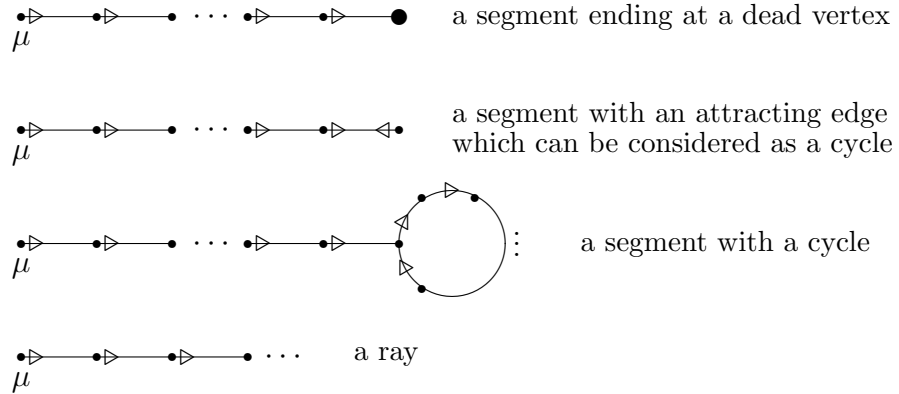 a segment ending at a dead vertex
μ
a segment with an attracting edge
which can be considered as a cycle
μ
a segment with a cycle
μ
a ray
μ